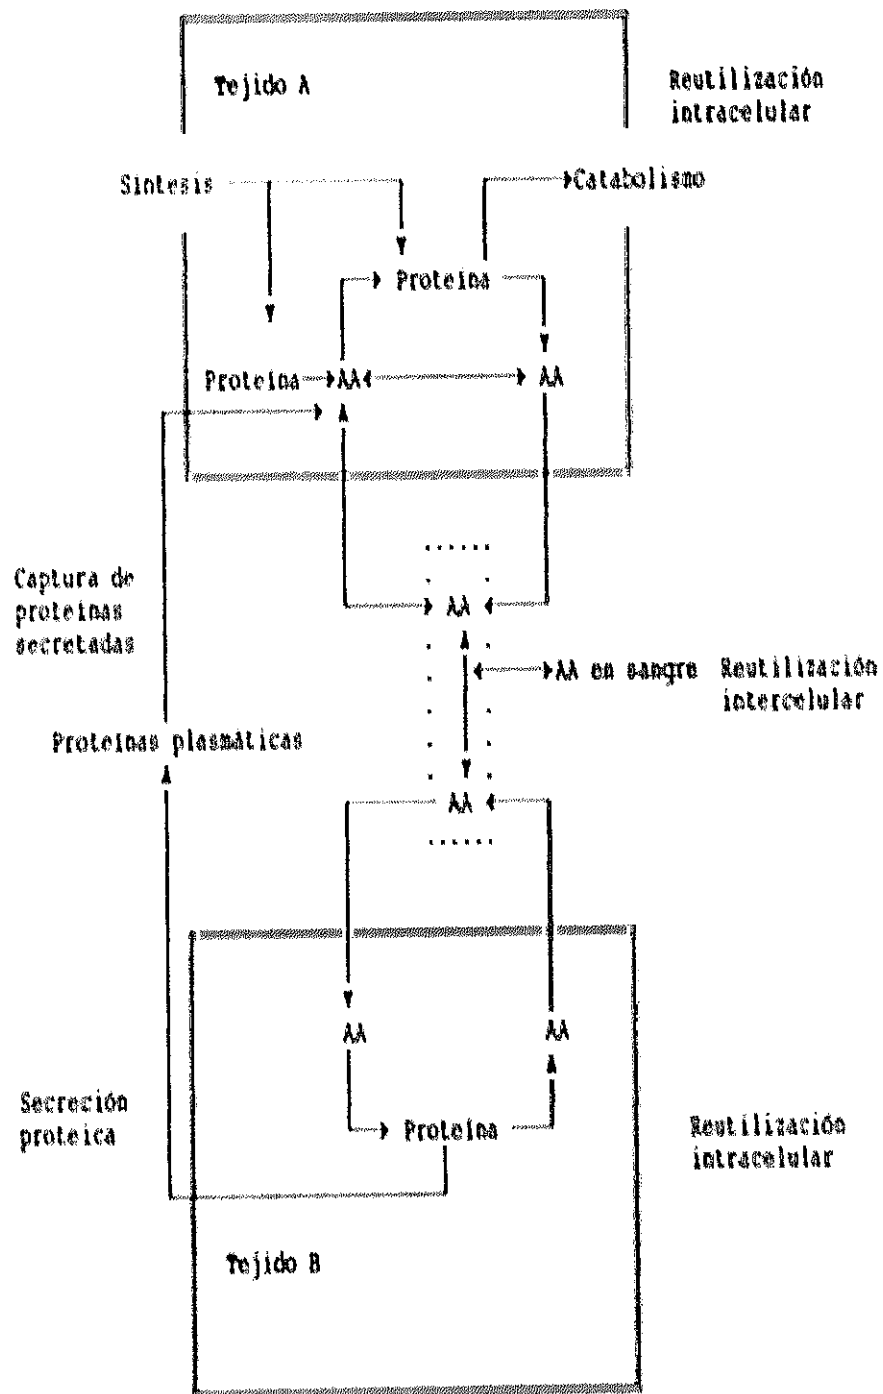 Tejido A
Reutilización
intracelular
Síntesis
Catabolismo
Proteína
Proteína
AA
AA
Captura de
proteínas
secretadas
AA
AA en sangre
Reutilización
intercelular
Proteínas plasmáticas
AA
AA
AA
Secreción
proteica
Proteína
Reutilización
intracelular
Tejido B